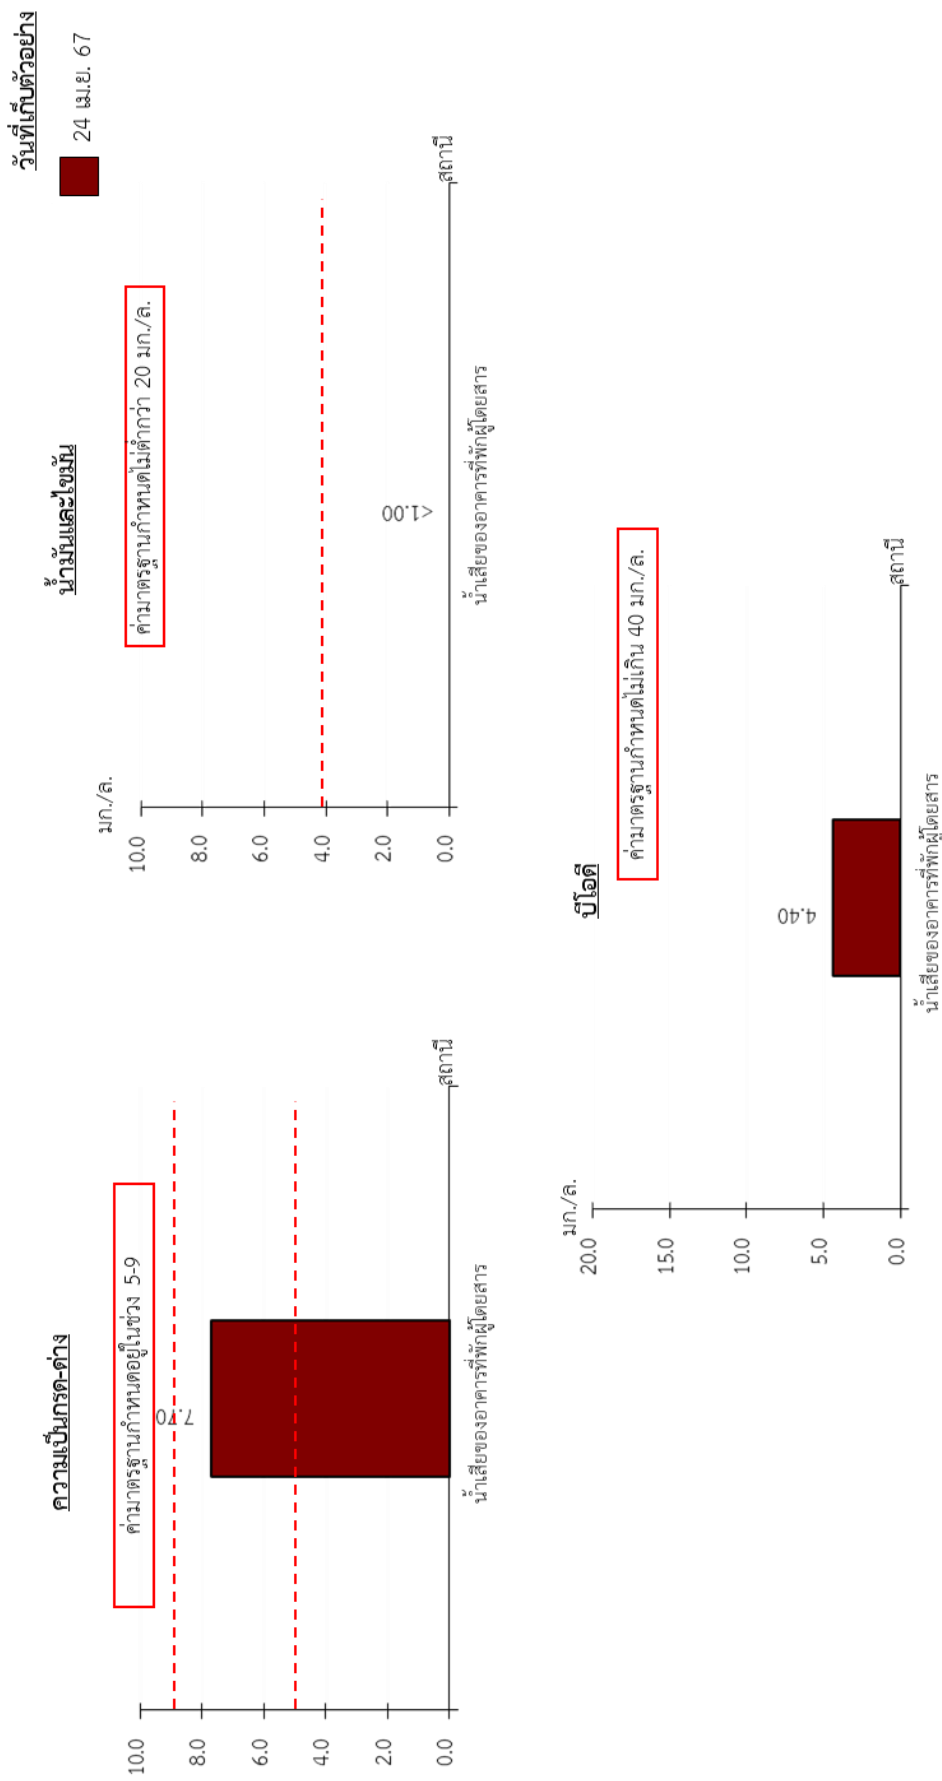 วันที่เก็บตัวอย่าง
24 เม.ย. 67
ความเป็นกรด-ด่าง
ค่ามาตรฐานกำหนดอยู่ในช่วง 5-9
10.0
8.0
6.0
4.0
2.0
0.0
7.70
สถานี
น้ำเสียของอาคารที่พักผู้โดยสาร
น้ำมันและไขมัน
มก./ล.
ค่ามาตรฐานกำหนดไม่ต่ำกว่า 20 มก./ล.
10.0
8.0
6.0
4.0
2.0
0.0
<1.00
สถานี
น้ำเสียของอาคารที่พักผู้โดยสาร
บีโอดี
มก./ล.
ค่ามาตรฐานกำหนดไม่เกิน 40 มก./ล.
20.0
15.0
10.0
5.0
0.0
4.40
สถานี
น้ำเสียของอาคารที่พักผู้โดยสาร